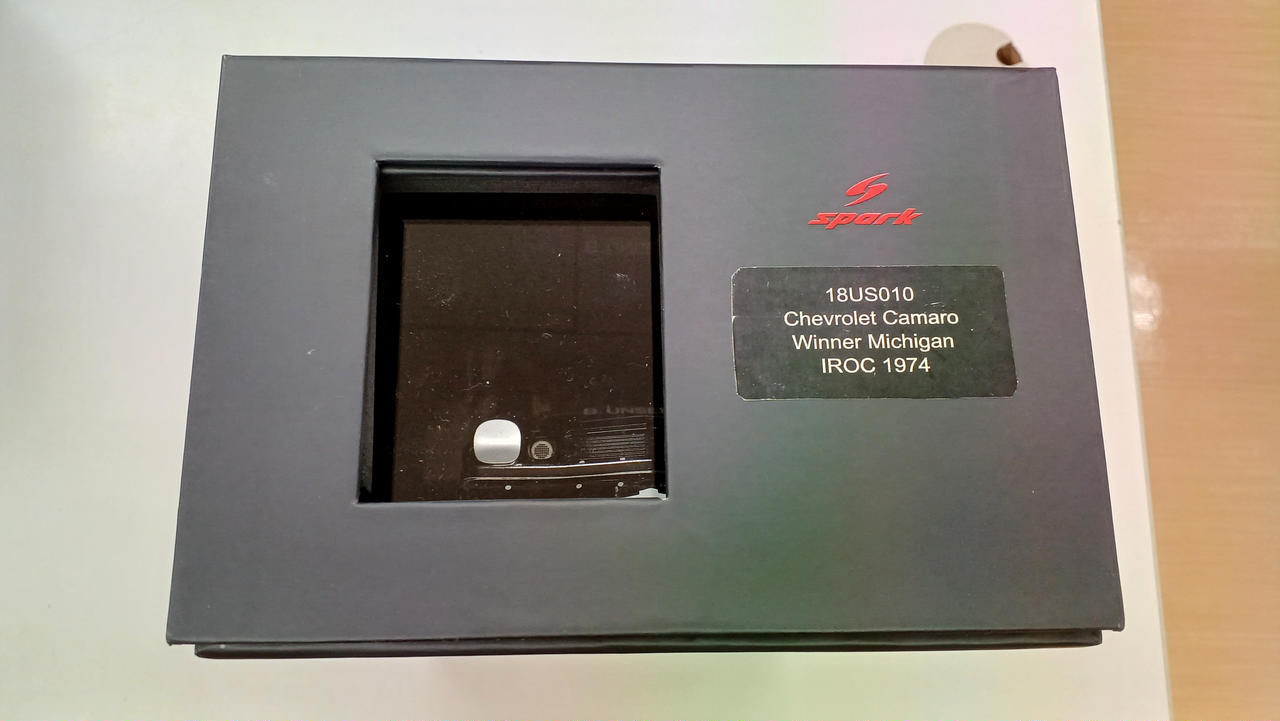 spark
18US010
Chevrolet Camaro
Winner Michigan
IROC 1974